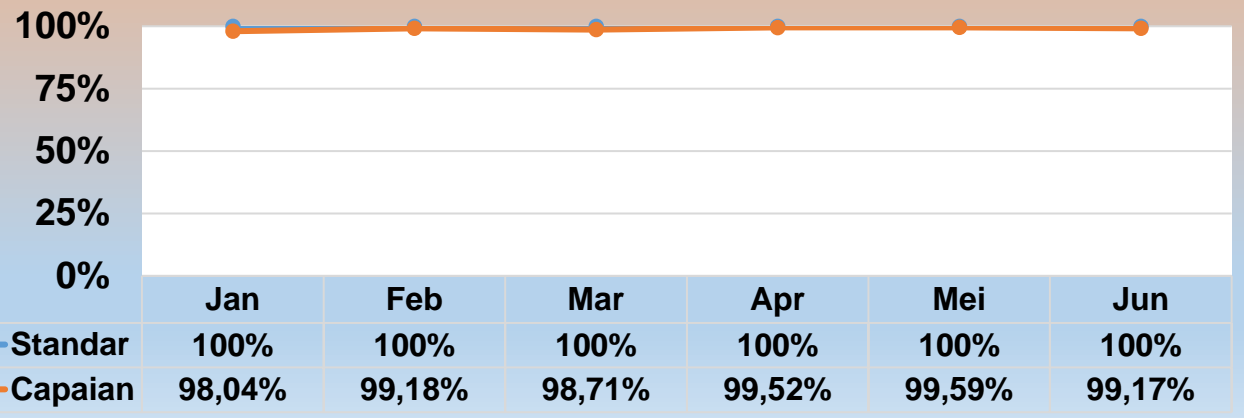 100%
75%
50%
25%
0%
Jan Feb Mar Apr Mei Jun
Standar 100% 100% 100% 100% 100% 100%
Capaian 98,04% 99,18% 98,71% 99,52% 99,59% 99,17%